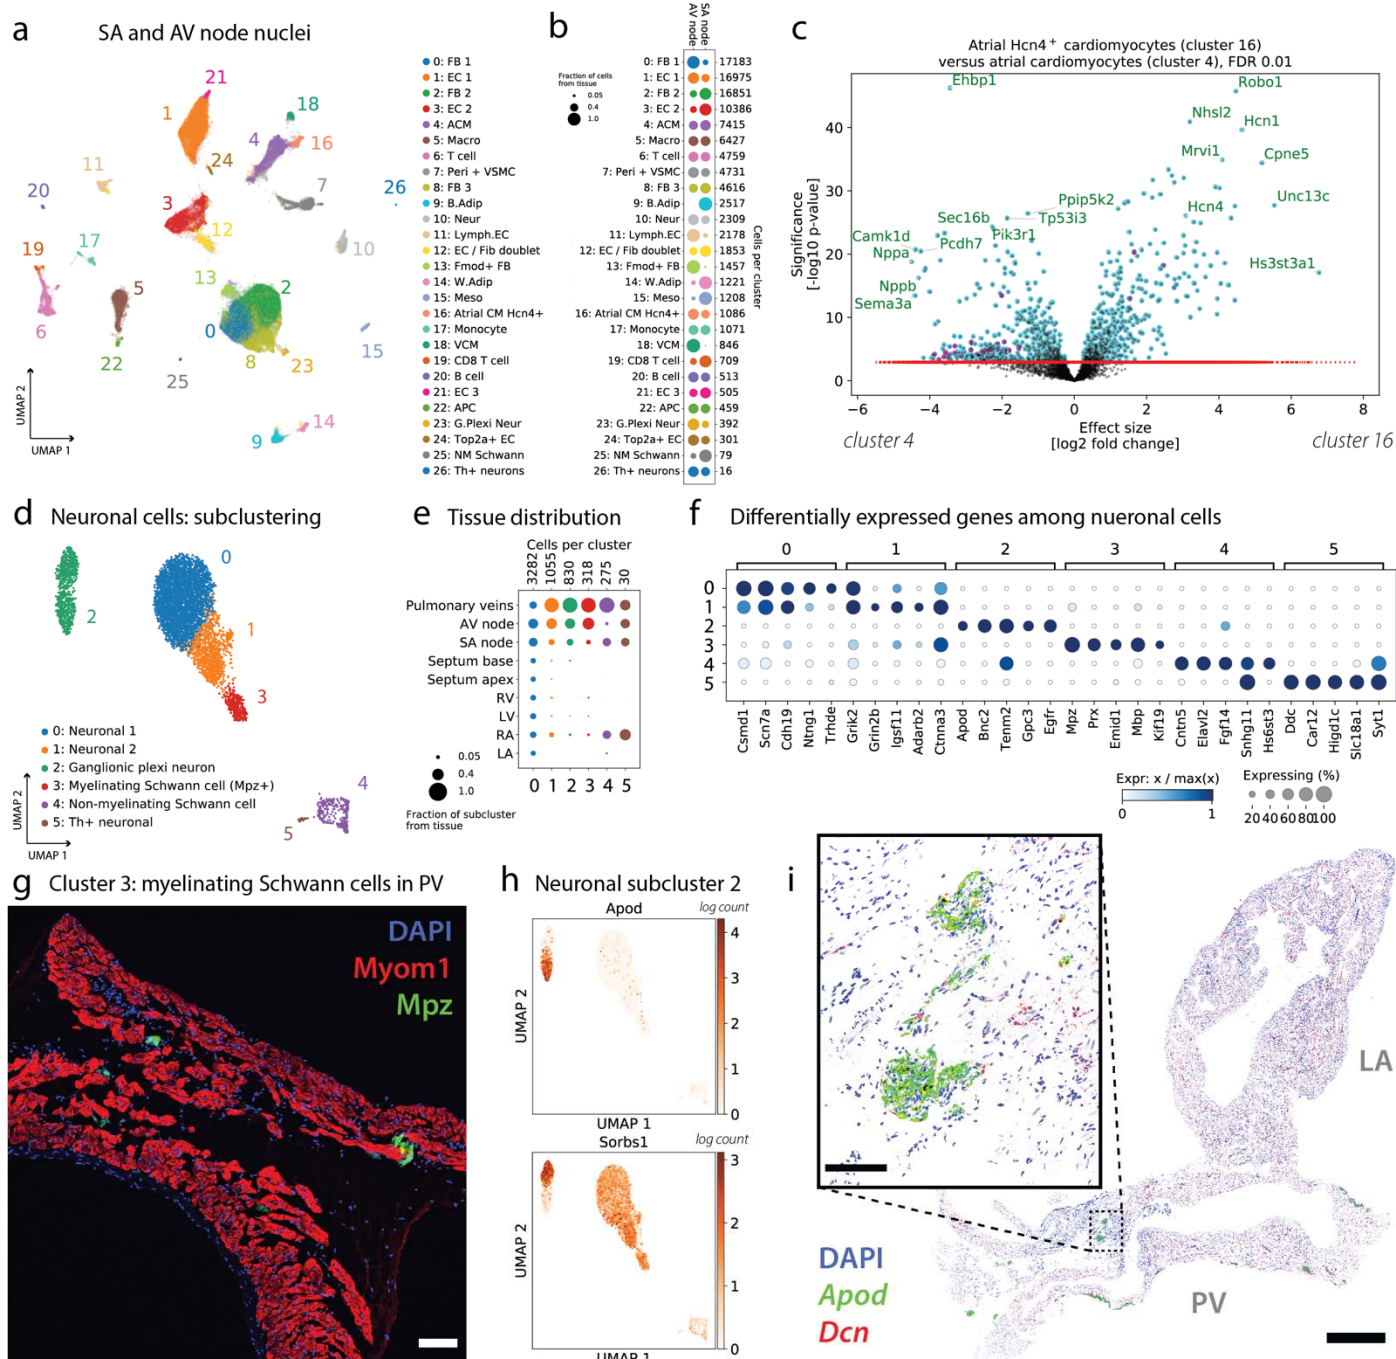 a
SA and AV node nuclei
21
1
18
4
16
24
11
7
26
20
3
12
10
19
17
13
2
5
0
6
15
22
8
23
25
14
9
UMAP 2
UMAP 1
0: FB 1
1: EC 1
2: FB 2
3: EC 2
4: ACM
5: Macro
6: T cell
7: Peri + VSMC
8: FB 3
9: B.Adip
10: Neur
11: Lymph.EC
12: EC / Fib doublet
13: Fmod+ FB
14: W.Adip
15: Meso
16: Atrial CM Hcn4+
17: Monocyte
18: VCM
19: CD8 T cell
20: B cell
21: EC 3
22: APC
23: G.Plexi Neur
24: Top2a+ EC
25: NM Schwann
26: Th+ neurons
b
AV node
SA node
Fraction of cells
from tissue
0.05
0.4
1.0
0: FB 1 17183
1: EC 1 16975
2: FB 2 16851
3: EC 2 10386
4: ACM 7415
5: Macro 6427
6: T cell 4759
7: Peri + VSMC 4731
8: FB 3 4616
9: B.Adip 2517
10: Neur 2309
11: Lymph.EC 2178
12: EC / Fib doublet 1853
13: Fmod+ FB 1457
14: W.Adip 1221
15: Meso 1208
16: Atrial CM Hcn4+ 1086
17: Monocyte 1071
18: VCM 846
19: CD8 T cell 709
20: B cell 513
21: EC 3 505
22: APC 459
23: G.Plexi Neur 392
24: Top2a+ EC 301
25: NM Schwann 79
26: Th+ neurons 16
Cells per cluster
c
Atrial Hcn4+ cardiomyocytes (cluster 16)
versus atrial cardiomyocytes (cluster 4), FDR 0.01
Ehbp1
Robo1
Nhsl2
Hcn1
Mrvi1
Cpne5
Unc13c
Ppip5k2
Hcn4
Sec16b
Tp53i3
Camk1d
Pik3r1
Pcdh7
Nppa
Hs3st3a1
Nppb
Sema3a
Significance
[-log10 p-value]
40
30
20
10
0
−6 −4 −2 0 2 4 6 8
Effect size
[log2 fold change]
cluster 4
cluster 16
d
Neuronal cells: subclustering
0
1
2
3
4
5
0: Neuronal 1
1: Neuronal 2
2: Ganglionic plexi neuron
3: Myelinating Schwann cell (Mpz+)
4: Non-myelinating Schwann cell
5: Th+ neuronal
UMAP 2
UMAP 1
e
Tissue distribution
Cells per cluster
3282 1055 830 318 275 30
Pulmonary veins
AV node
SA node
Septum base
Septum apex
RV
LV
RA
LA
0 1 2 3 4 5
0.05
0.4
1.0
Fraction of subcluster
from tissue
f
Differentially expressed genes among nueronal cells
0 1 2 3 4 5
0
1
2
3
4
5
Csmd1 Scn7a Cdh19 Ntng1 Trhde Grik2 Grin2b Igsf11 Adarb2 Ctnna3 Apod Bnc2 Tenm2 Gpc3 Egfr Mpz Prx Emid1 Mbp Kif19 Cntn5 Elavl2 Fgf14 Snhg11 Hs6st3 Ddc Car12 Higd1c Slc18a1 Syt1
Expr: x / max(x)
0 1
Expressing (%)
20 40 60 80 100
g
Cluster 3: myelinating Schwann cells in PV
DAPI
Myom1
Mpz
h
Neuronal subcluster 2
Apod
log count
4
3
2
1
0
UMAP 2
UMAP 1
Sorbs1
log count
3
2
1
0
UMAP 2
UMAP 1
i
LA
PV
DAPI
Apod
Dcn